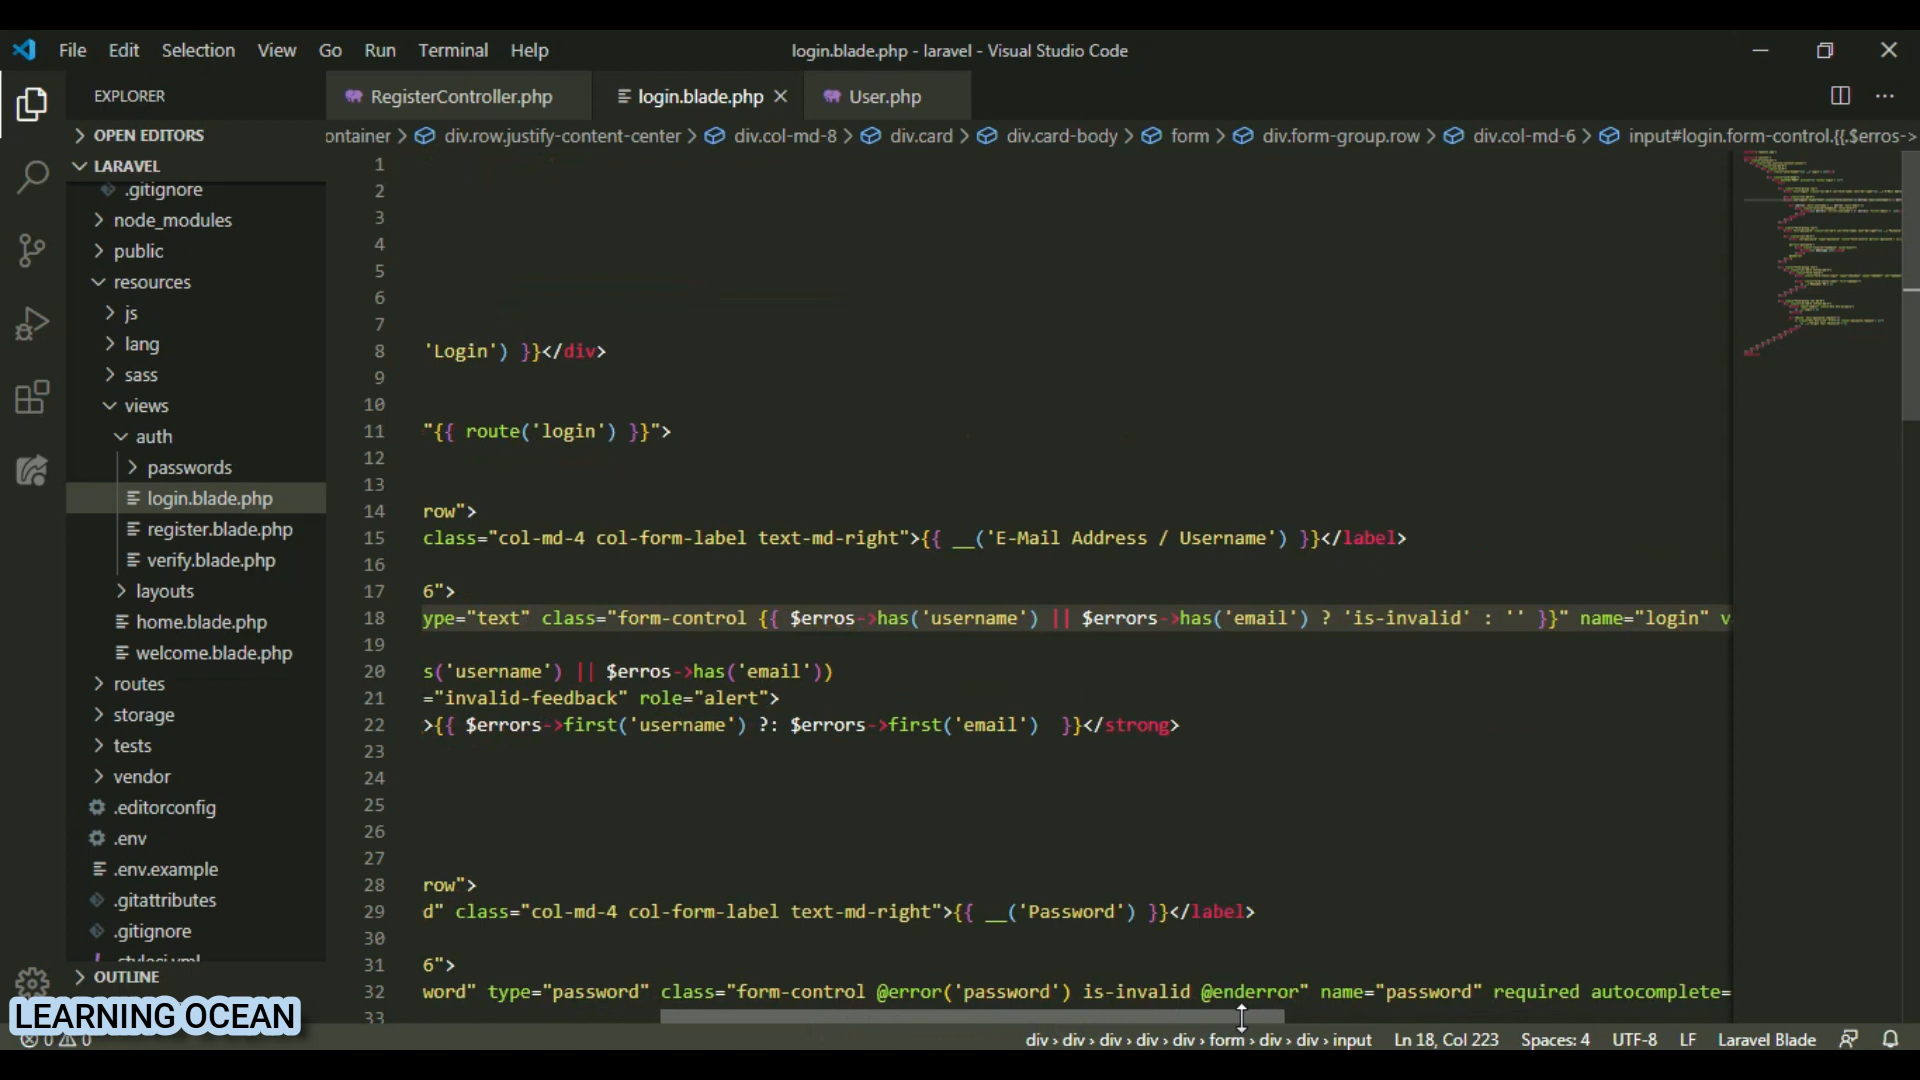 File Edit Selection View Go Run Terminal Help
login.blade.php - laravel - Visual Studio Code
EXPLORER
RegisterController.php
login.blade.php
User.php
OPEN EDITORS
ontainer > div.row.justify-content-center > div.col-md-8 > div.card > div.card-body > form > div.form-group.row > div.col-md-6 > input#login.form-control.{{.$erros->
LARAVEL
.gitignore
node_modules
public
resources
js
lang
sass
views
auth
passwords
login.blade.php
register.blade.php
verify.blade.php
layouts
home.blade.php
welcome.blade.php
routes
storage
tests
vendor
.editorconfig
.env
.env.example
.gitattributes
.gitignore
OUTLINE
1
2
3
4
5
6
7
8 'Login') }}</div>
9
10
11 "{{ route('login') }}">
12
13
14 row">
15 class="col-md-4 col-form-label text-md-right">{{ __('E-Mail Address / Username') }}</label>
16
17 6">
18 ype="text" class="form-control {{ $erros->has('username') || $errors->has('email') ? 'is-invalid' : '' }}" name="login" v
19
20 s('username') || $erros->has('email'))
21 ="invalid-feedback" role="alert">
22 >{{ $errors->first('username') ?: $errors->first('email')  }}</strong>
23
24
25
26
27
28 row">
29 d" class="col-md-4 col-form-label text-md-right">{{ __('Password') }}</label>
30
31 6">
32 word" type="password" class="form-control @error('password') is-invalid @enderror" name="password" required autocomplete=
33
LEARNING OCEAN
0 0
div › div › div › div › div › form › div › div › input Ln 18, Col 223 Spaces: 4 UTF-8 LF Laravel Blade